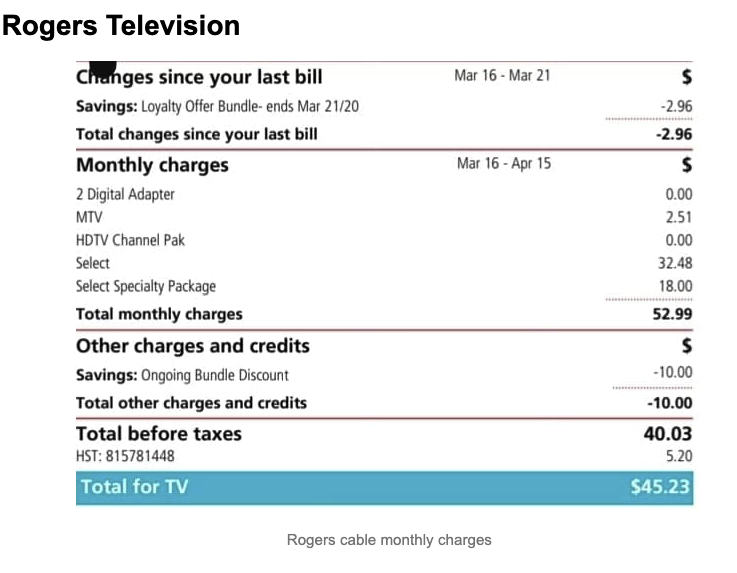 Rogers Television
Changes since your last bill Mar 16 - Mar 21 $
Savings: Loyalty Offer Bundle- ends Mar 21/20 -2.96
Total changes since your last bill -2.96
Monthly charges Mar 16 - Apr 15 $
2 Digital Adapter 0.00
MTV 2.51
HDTV Channel Pak 0.00
Select 32.48
Select Specialty Package 18.00
Total monthly charges 52.99
Other charges and credits $
Savings: Ongoing Bundle Discount -10.00
Total other charges and credits -10.00
Total before taxes 40.03
HST: 815781448 5.20
Total for TV $45.23
Rogers cable monthly charges